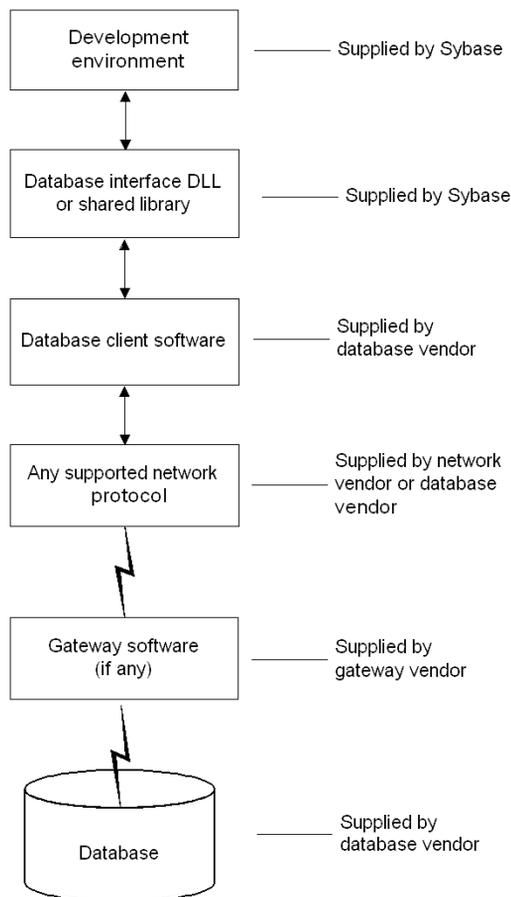 Development
environment
Supplied by Sybase
Database interface DLL
or shared library
Supplied by Sybase
Database client software
Supplied by
database vendor
Any supported network
protocol
Supplied by network
vendor or database
vendor
Gateway software
(if any)
Supplied by
gateway vendor
Database
Supplied by
database vendor